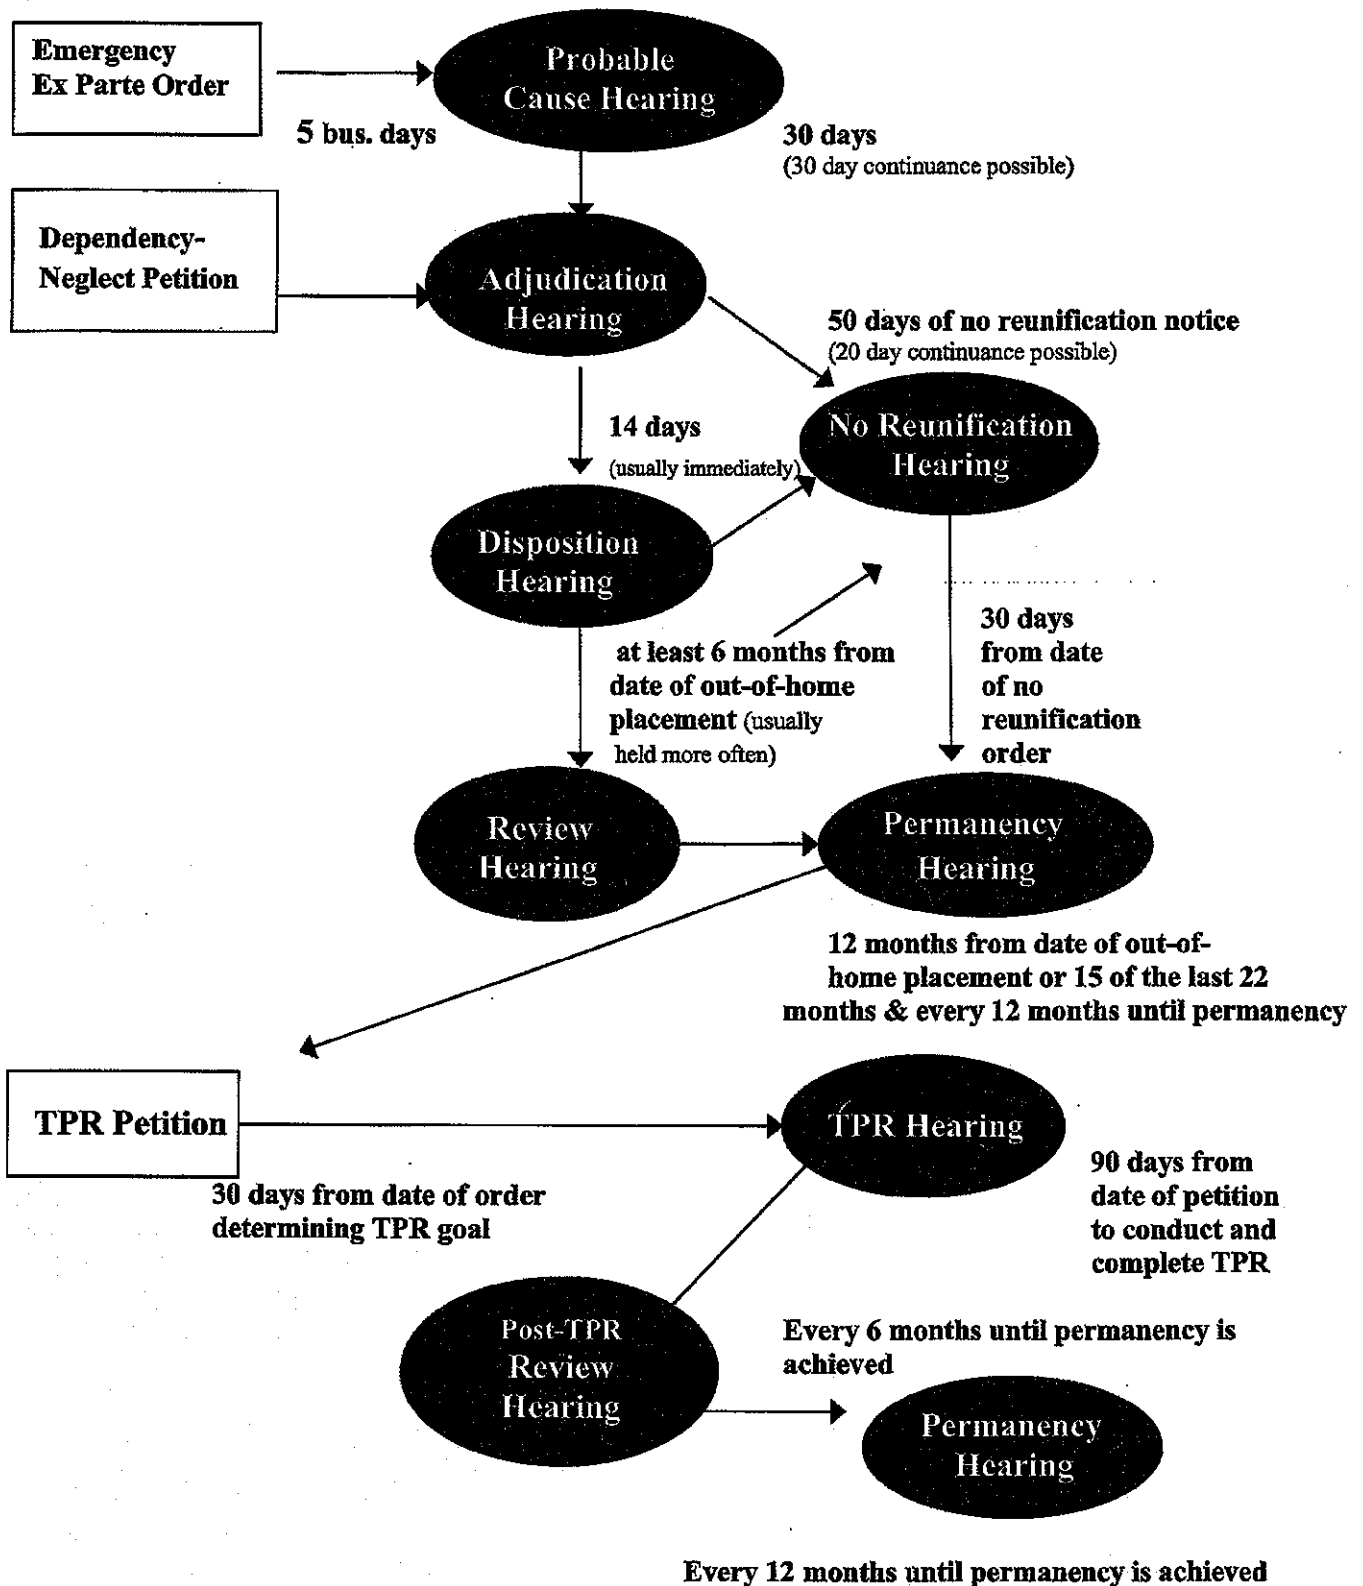 Emergency
Ex Parte Order
Probable
Cause Hearing
5 bus. days
30 days
(30 day continuance possible)
Dependency-
Neglect Petition
Adjudication
Hearing
50 days of no reunification notice
(20 day continuance possible)
14 days
(usually immediately)
No Reunification
Hearing
Disposition
Hearing
at least 6 months from
date of out-of-home
placement (usually
held more often)
30 days
from date
of no
reunification
order
Review
Hearing
Permanency
Hearing
12 months from date of out-of-
home placement or 15 of the last 22
months & every 12 months until permanency
TPR Petition
TPR Hearing
30 days from date of order
determining TPR goal
90 days from
date of petition
to conduct and
complete TPR
Post-TPR
Review
Hearing
Every 6 months until permanency is
achieved
Permanency
Hearing
Every 12 months until permanency is achieved